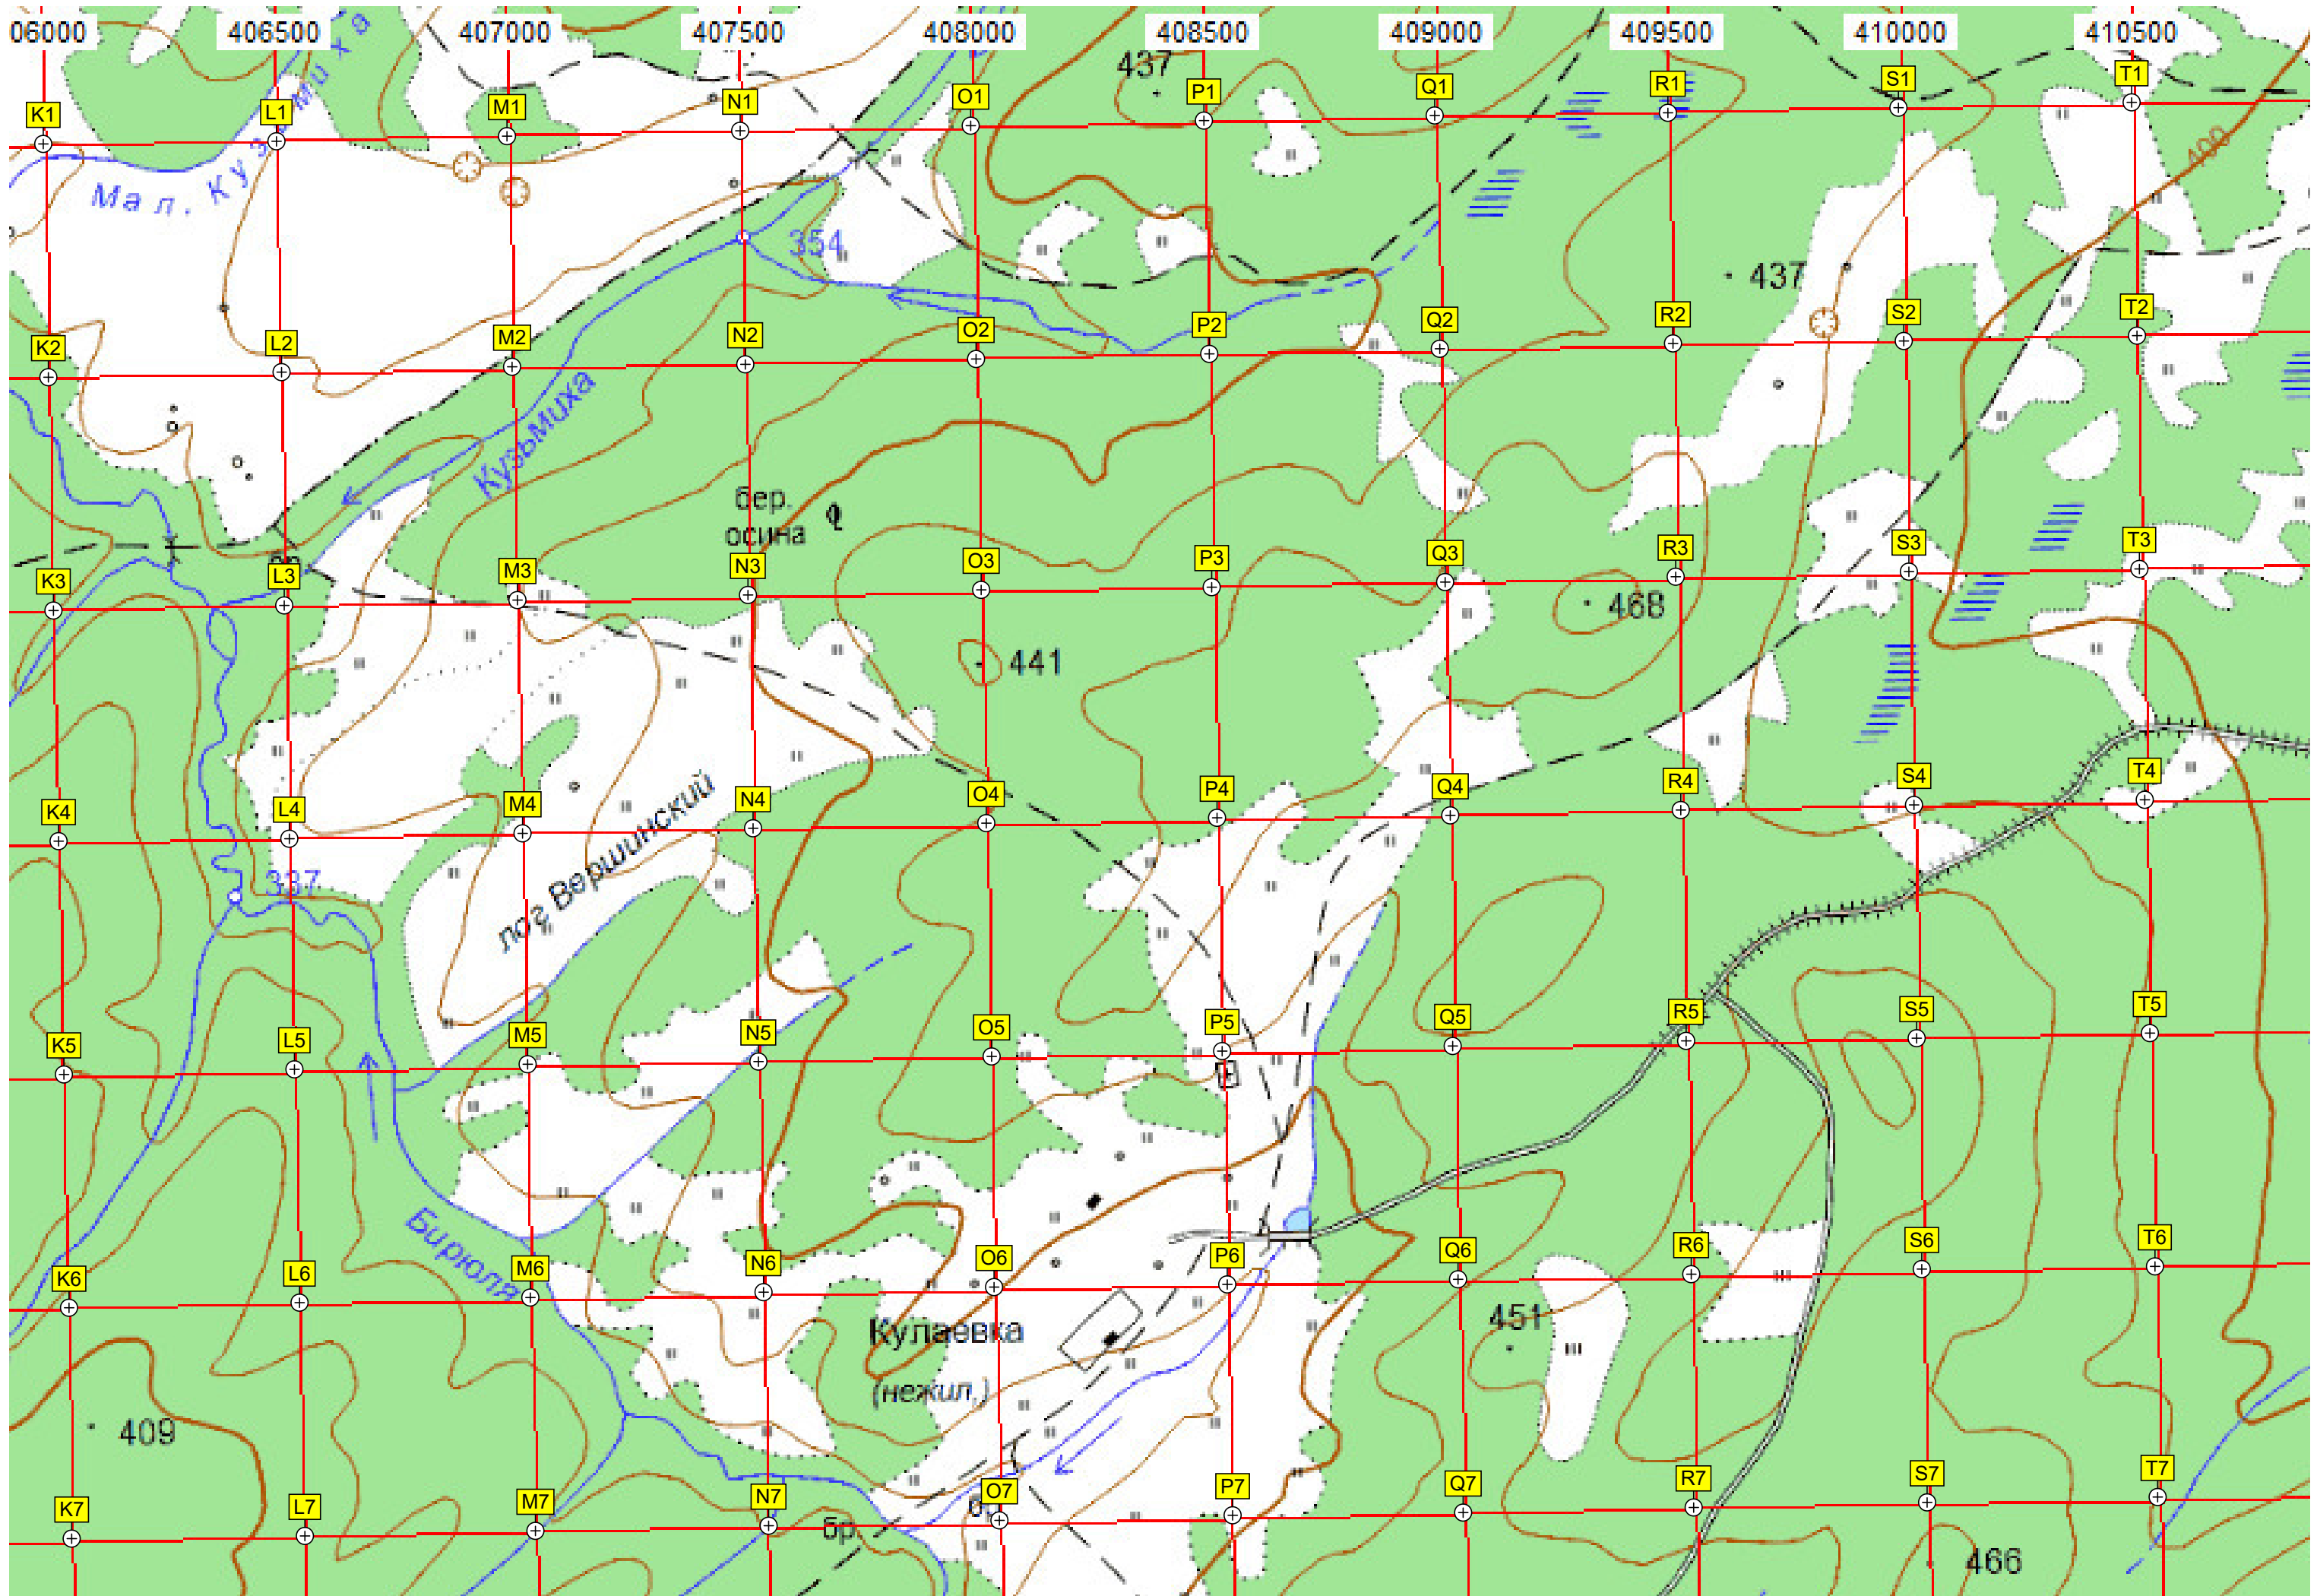 06000 406500 407000 407500 408000 408500 409000 409500 410000 410500
437
K1 L1 M1 N1 O1 P1 Q1 R1 S1 T1
Мал. Кузьмиха
400
354
437
K2 L2 M2 N2 O2 P2 Q2 R2 S2 T2
Кузьмиха
бер.
осина
K3 L3 M3 N3 O3 P3 Q3 R3 S3 T3
468
441
K4 L4 M4 N4 O4 P4 Q4 R4 S4 T4
лог Вершинский
337
K5 L5 M5 N5 O5 P5 Q5 R5 S5 T5
Бирюля
K6 L6 M6 N6 O6 P6 Q6 R6 S6 T6
451
Кулаевка
(нежил.)
409
K7 L7 M7 N7 O7 P7 Q7 R7 S7 T7
бр.
466